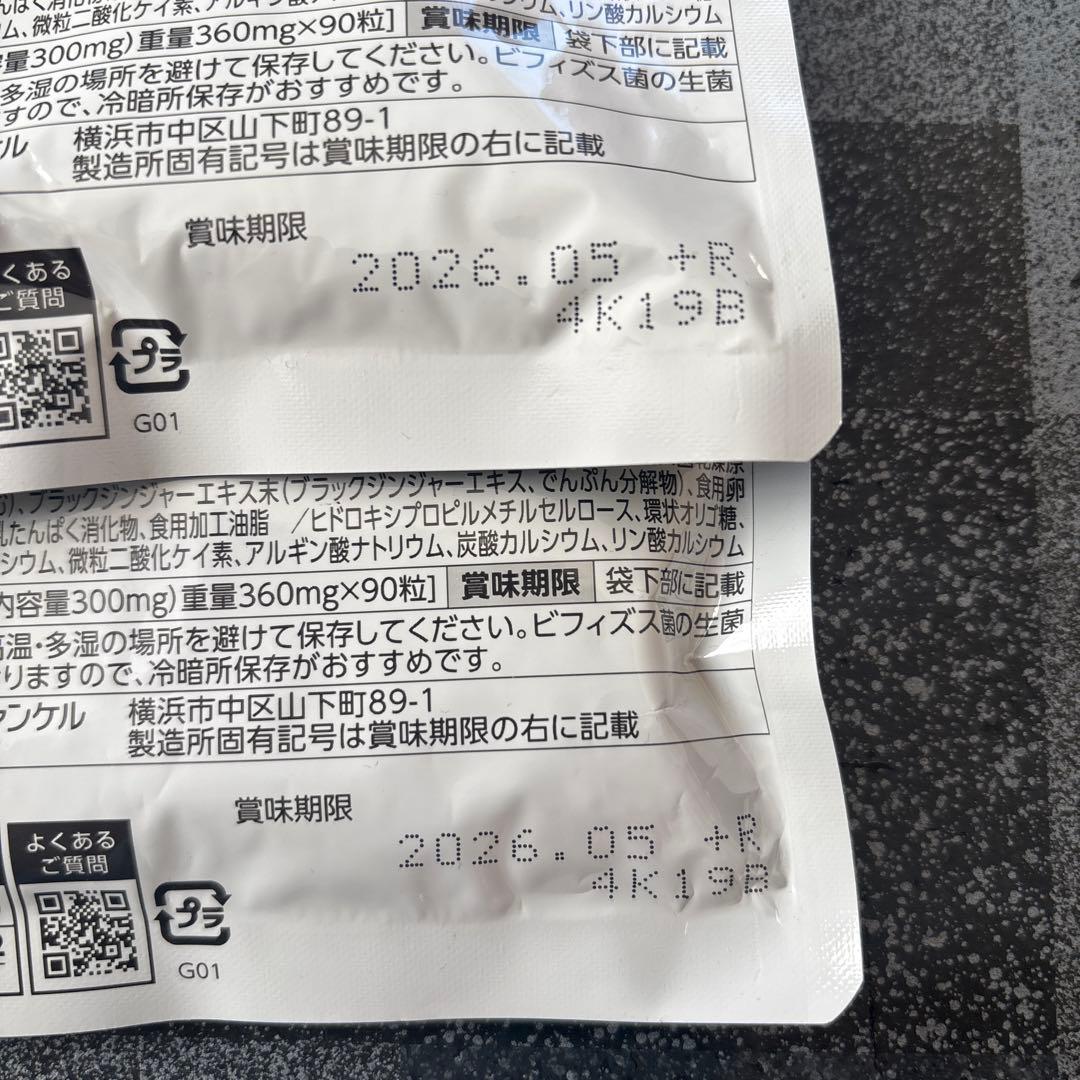 リン酸カルシウム
ム、微粒二酸化ケイ素、アルギン酸
量300mg)重量360mg×90粒] 賞味期限 袋下部に記載
多湿の場所を避けて保存してください。ビフィズス菌の生菌
すので、冷暗所保存がおすすめです。
ル 横浜市中区山下町89-1
製造所固有記号は賞味期限の右に記載
賞味期限
2026.05 +R
4K19B
くある
ご質問
プラ
G01
、ブラックジンジャーエキス末(ブラックジンジャーエキス、でんぷん分解物)、食用卵
乳たんぱく消化物、食用加工油脂 /ヒドロキシプロピルメチルセルロース、環状オリゴ糖、
シウム、微粒二酸化ケイ素、アルギン酸ナトリウム、炭酸カルシウム、リン酸カルシウム
内容量300mg)重量360mg×90粒] 賞味期限 袋下部に記載
高温・多湿の場所を避けて保存してください。ビフィズス菌の生菌
りますので、冷暗所保存がおすすめです。
ァンケル 横浜市中区山下町89-1
製造所固有記号は賞味期限の右に記載
賞味期限
2026.05 +R
4K19B
よくある
ご質問
プラ
G01